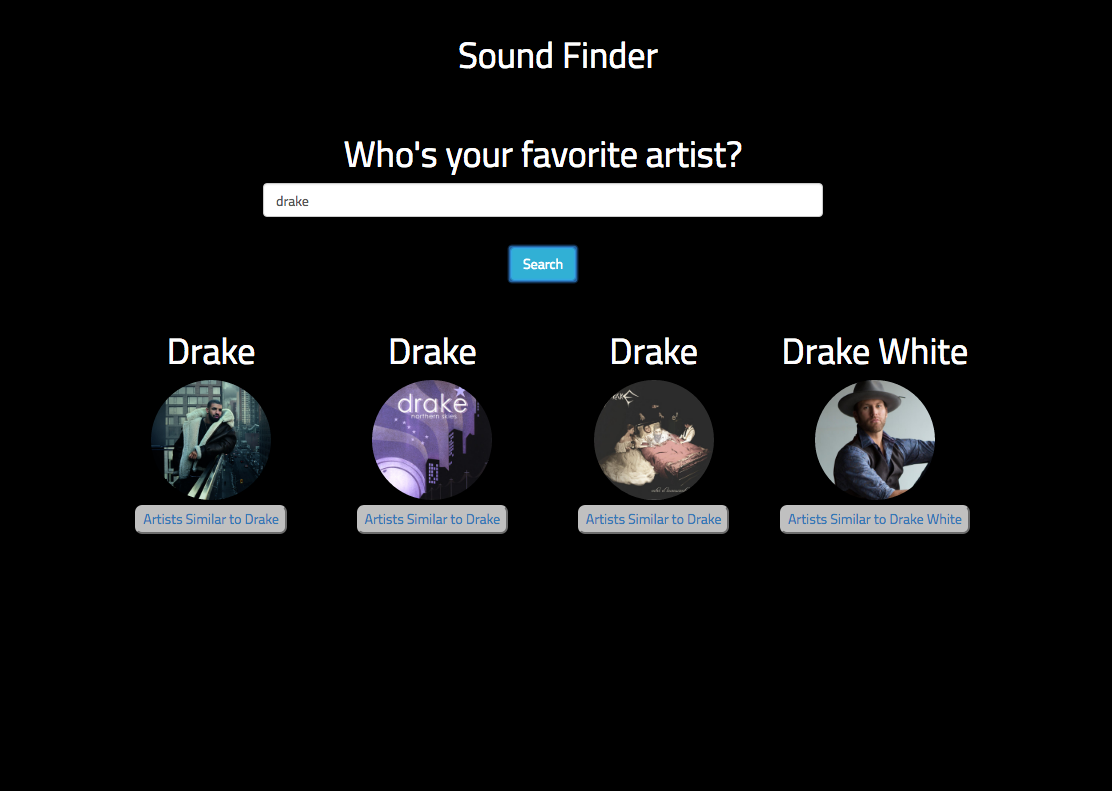 Sound Finder
Who's your favorite artist?
drake
Search
Drake
Drake
Drake
Drake White
drake
northern skies
Artists Similar to Drake
Artists Similar to Drake
Artists Similar to Drake
Artists Similar to Drake White